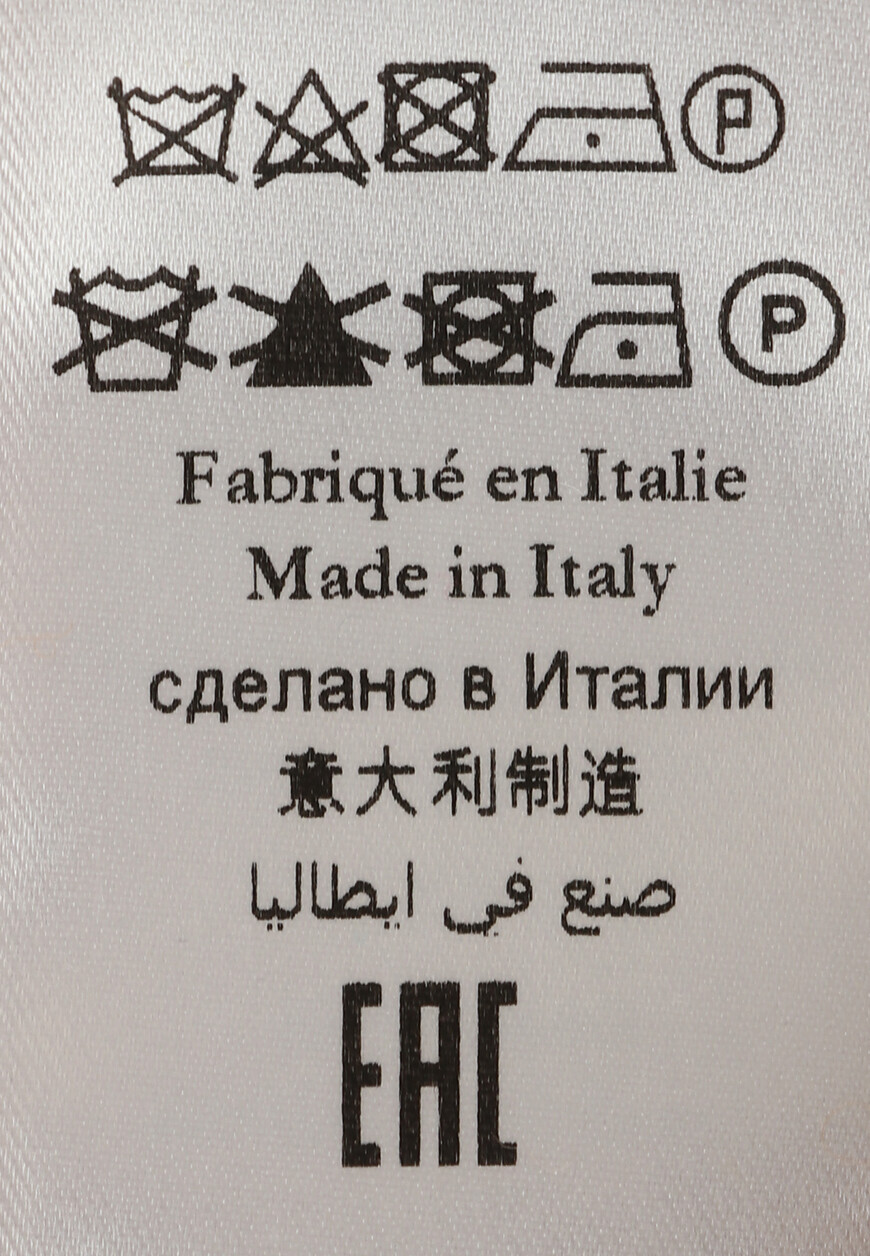 P
P
Fabriqué en Italie
Made in Italy
сделано в Италии
意大利制造
صنع في ايطاليا
EAC